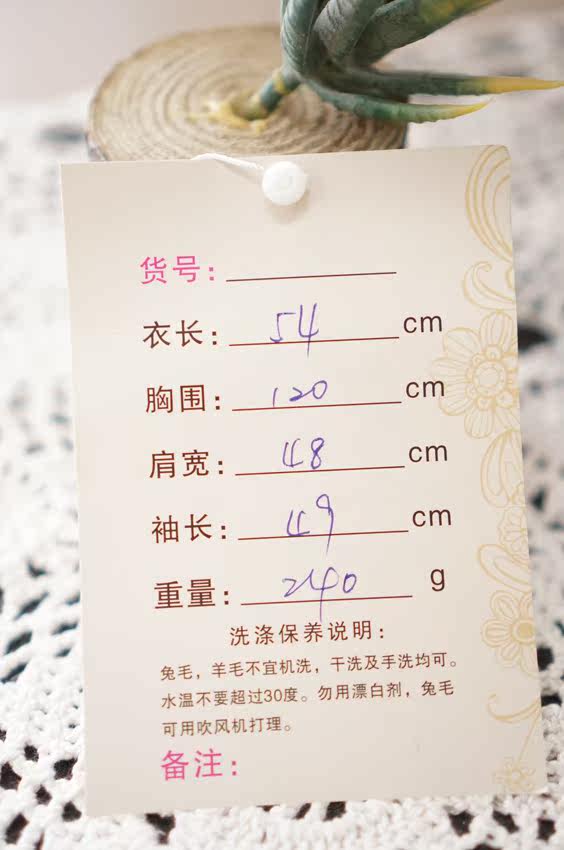 货号：
衣长：54 cm
胸围：120 cm
肩宽：48 cm
袖长：49 cm
重量：240 g
洗涤保养说明：
兔毛，羊毛不宜机洗，干洗及手洗均可。
水温不要超过30度。勿用漂白剂，兔毛
可用吹风机打理。
备注：